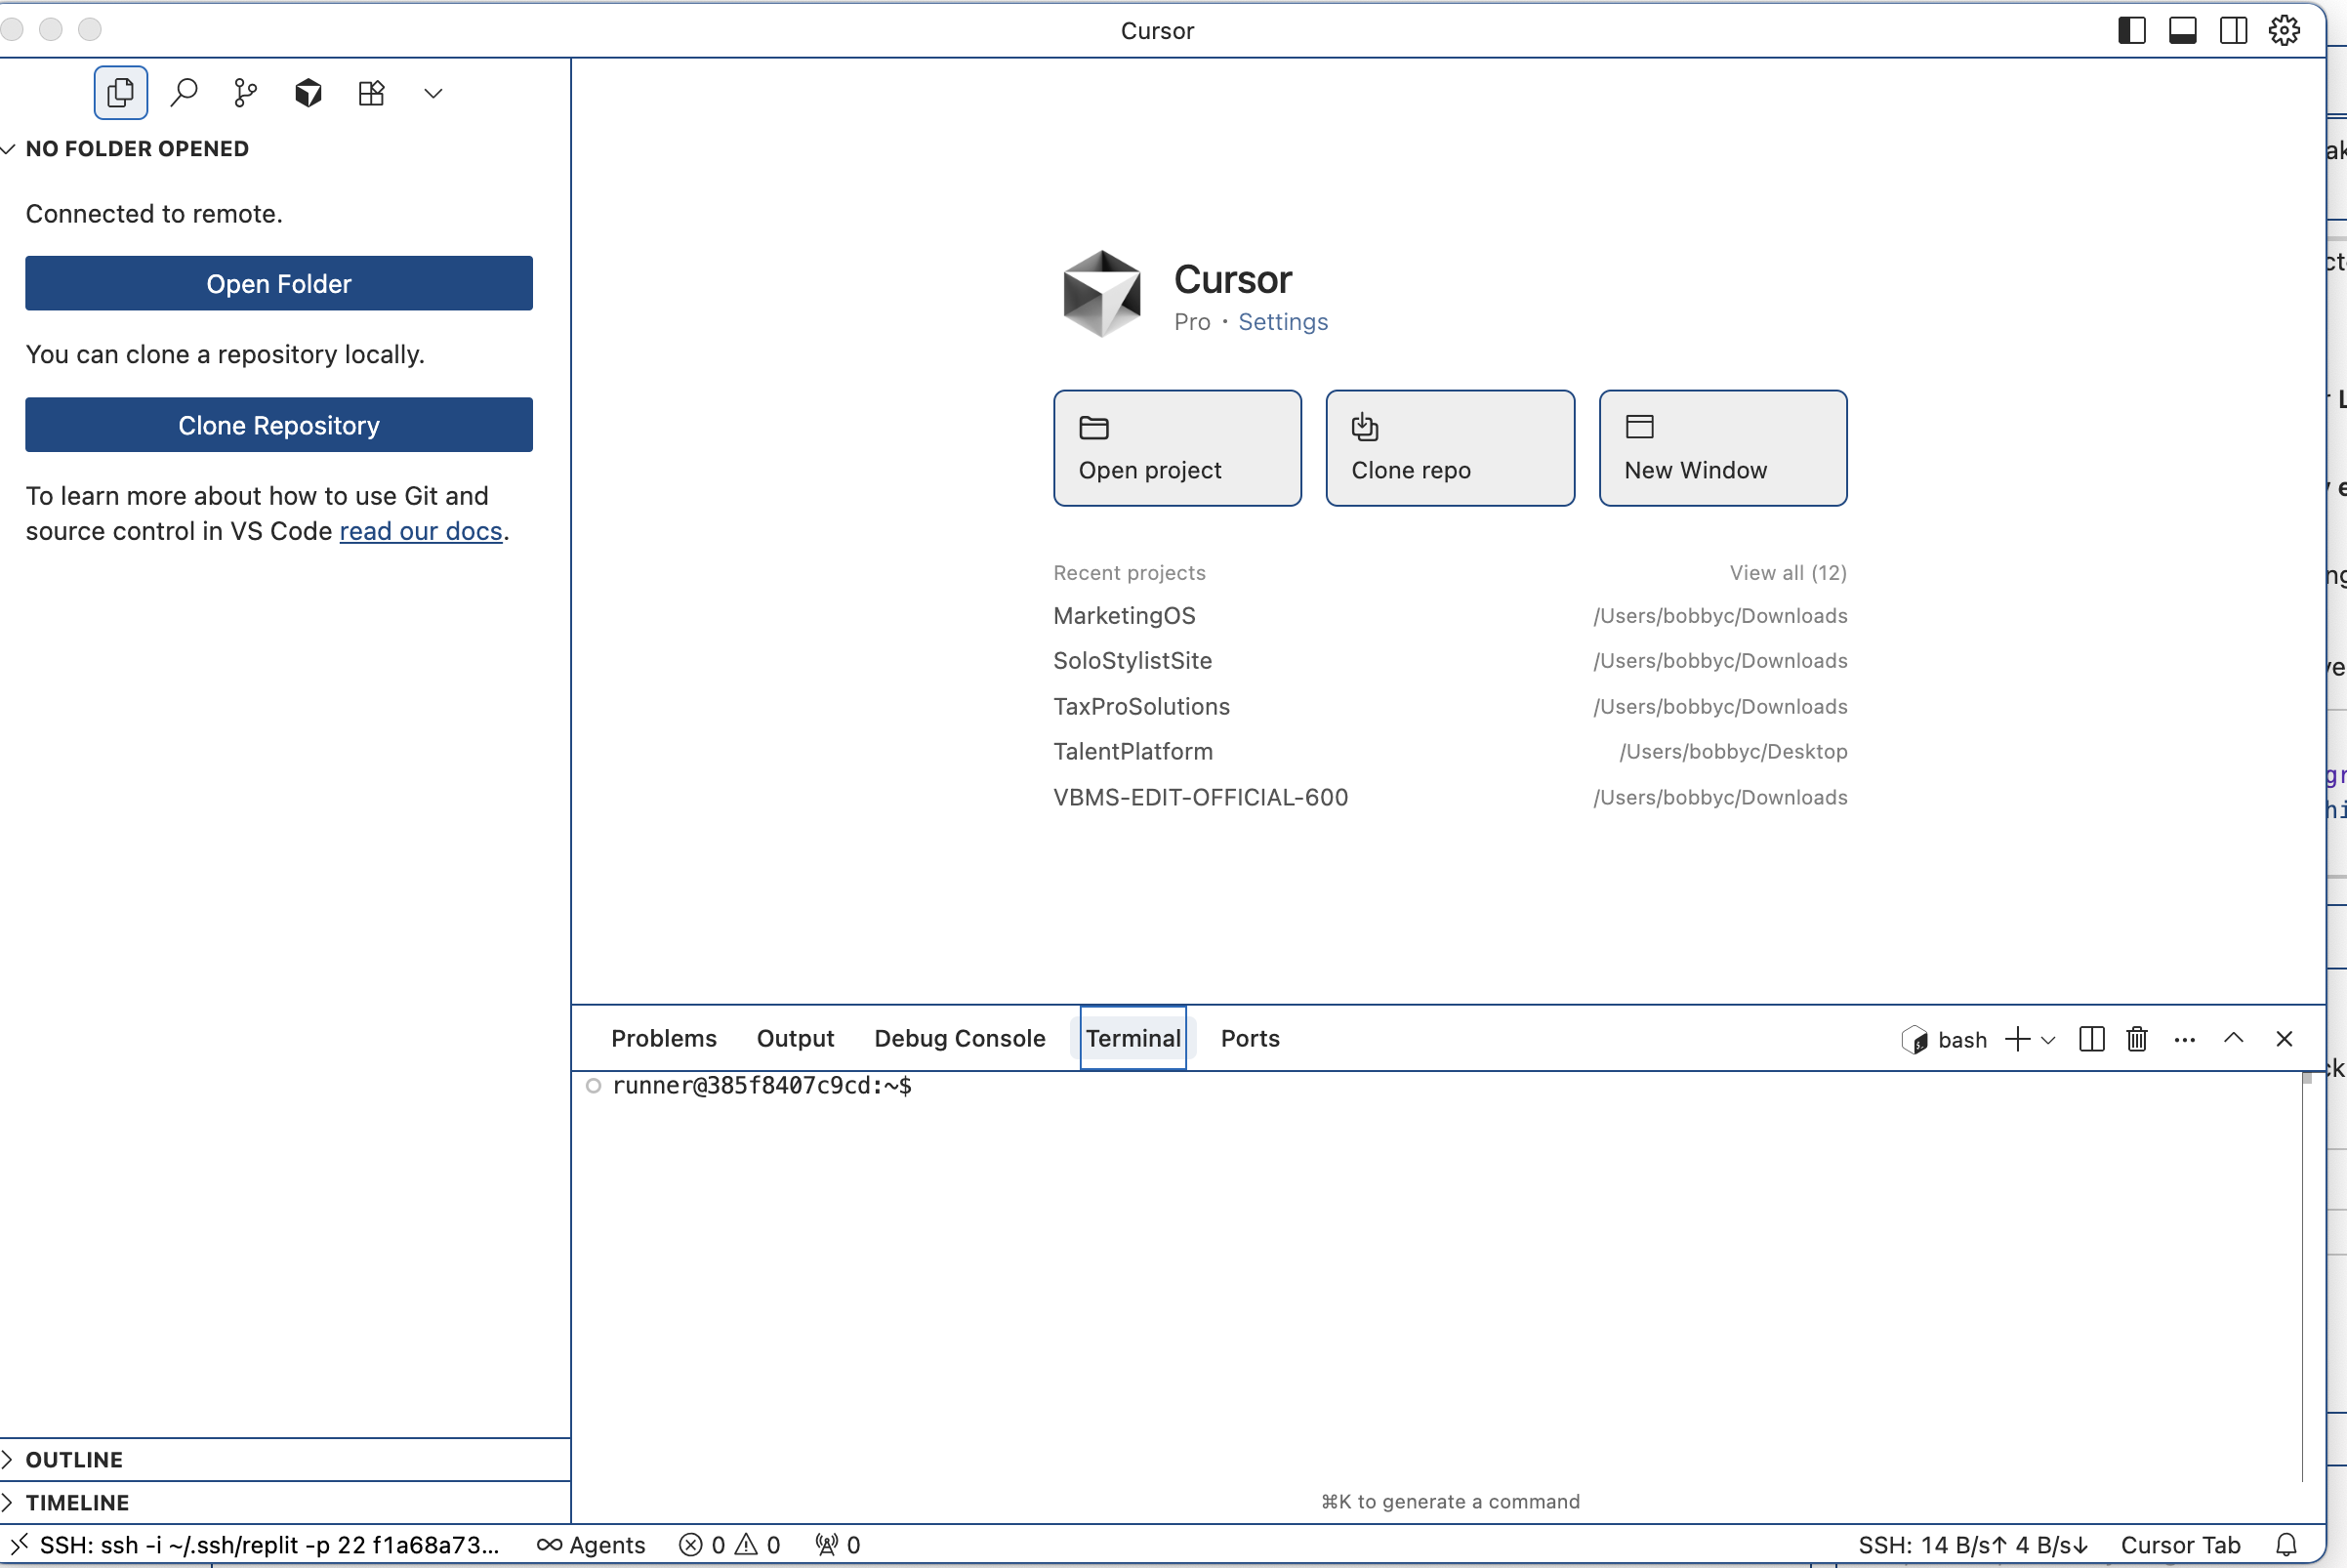 Cursor
NO FOLDER OPENED
Connected to remote.
Open Folder
You can clone a repository locally.
Clone Repository
To learn more about how to use Git and
source control in VS Code read our docs.
Cursor
Pro · Settings
Open project
Clone repo
New Window
Recent projects View all (12)
MarketingOS /Users/bobbyc/Downloads
SoloStylistSite /Users/bobbyc/Downloads
TaxProSolutions /Users/bobbyc/Downloads
TalentPlatform /Users/bobbyc/Desktop
VBMS-EDIT-OFFICIAL-600 /Users/bobbyc/Downloads
Problems Output Debug Console Terminal Ports bash
runner@385f8407c9cd:~$
⌘K to generate a command
OUTLINE
TIMELINE
SSH: ssh -i ~/.ssh/replit -p 22 f1a68a73... Agents 0 0 0 SSH: 14 B/s↑ 4 B/s↓ Cursor Tab